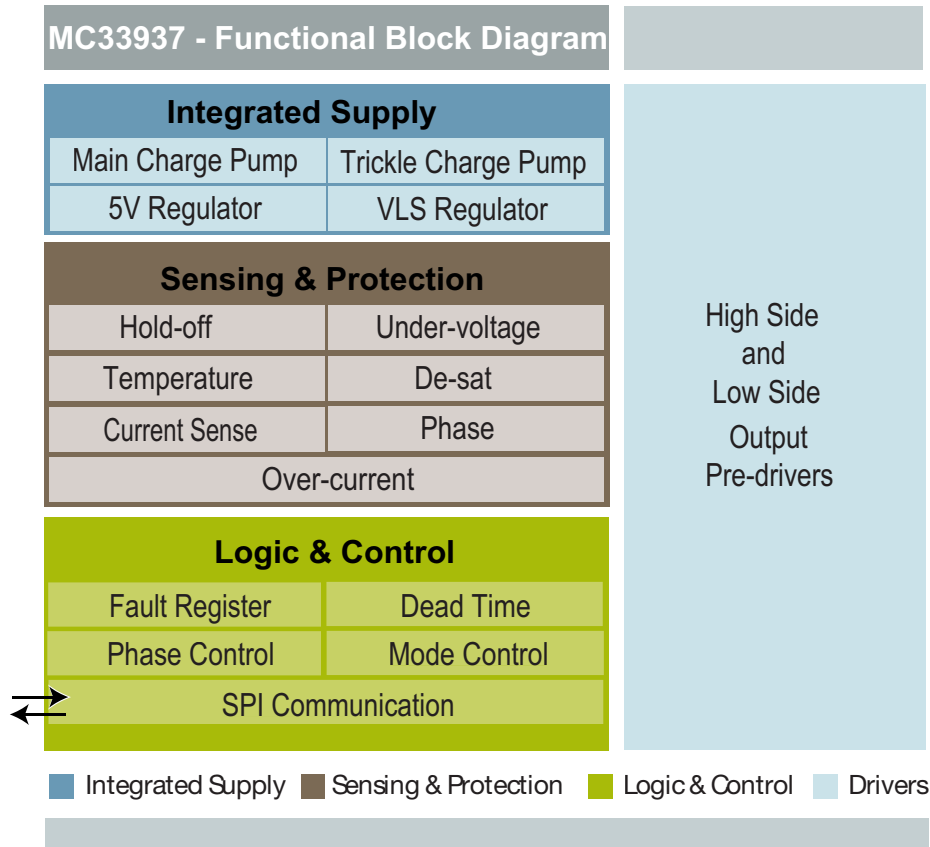 MC33937 - Functional Block Diagram
Integrated Supply
Main Charge Pump
Trickle Charge Pump
5V Regulator
VLS Regulator
Sensing & Protection
Hold-off
Under-voltage
Temperature
De-sat
Current Sense
Phase
Over-current
Logic & Control
Fault Register
Dead Time
Phase Control
Mode Control
SPI Communication
High Side
and
Low Side
Output
Pre-drivers
Integrated Supply
Sensing & Protection
Logic & Control
Drivers